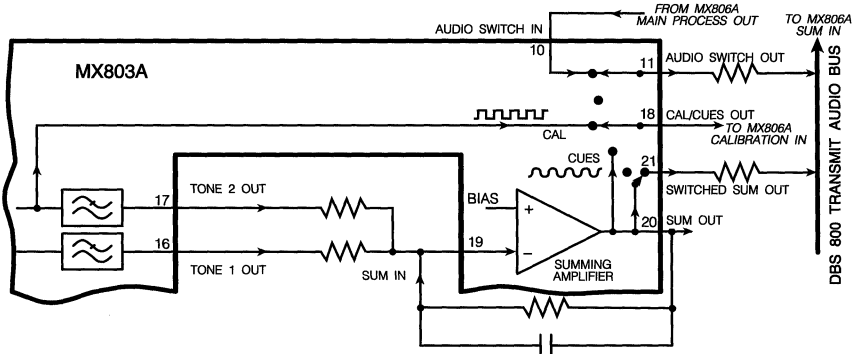 FROM MX806A
MAIN PROCESS OUT
TO MX806A
SUM IN
AUDIO SWITCH IN
10
11
AUDIO SWITCH OUT
MX803A
18
CAL/CUES OUT
CAL
TO MX806A
CALIBRATION IN
CUES
21
SWITCHED SUM OUT
17
TONE 2 OUT
BIAS
+
20
SUM OUT
16
TONE 1 OUT
19
−
SUM IN
SUMMING
AMPLIFIER
DBS 800 TRANSMIT AUDIO BUS